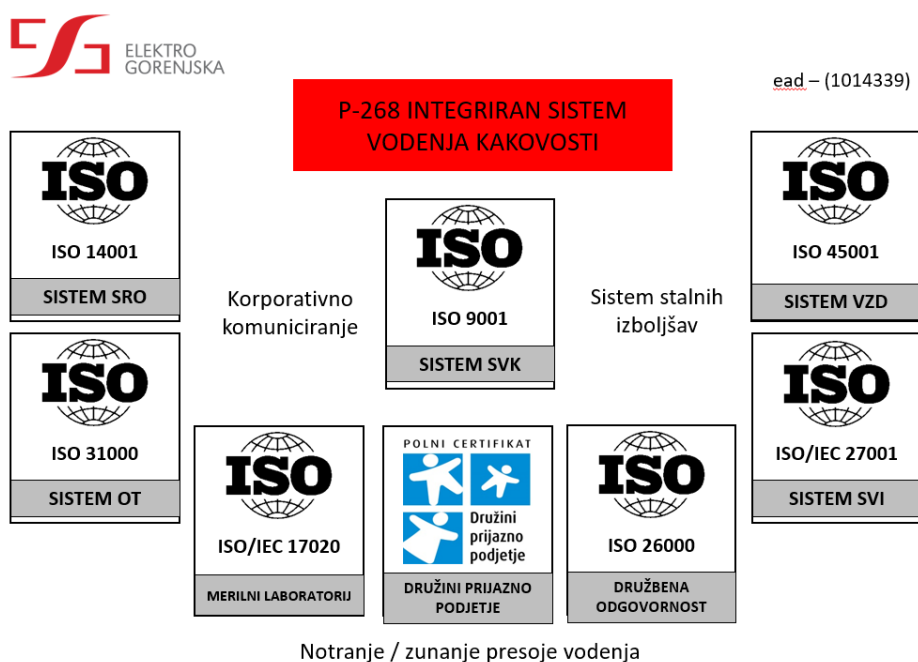 ELEKTRO
GORENJSKA
ead – (1014339)
P-268 INTEGRIRAN SISTEM
VODENJA KAKOVOSTI
ISO
ISO 14001
SISTEM SRO
ISO
ISO 9001
SISTEM SVK
ISO
ISO 45001
SISTEM VZD
Korporativno
komuniciranje
Sistem stalnih
izboljšav
ISO
ISO 31000
SISTEM OT
ISO
ISO/IEC 27001
SISTEM SVI
ISO
ISO/IEC 17020
MERILNI LABORATORIJ
POLNI CERTIFIKAT
Družini
prijazno
podjetje
DRUŽINI PRIJAZNO
PODJETJE
ISO
ISO 26000
DRUŽBENA
ODGOVORNOST
Notranje / zunanje presoje vodenja